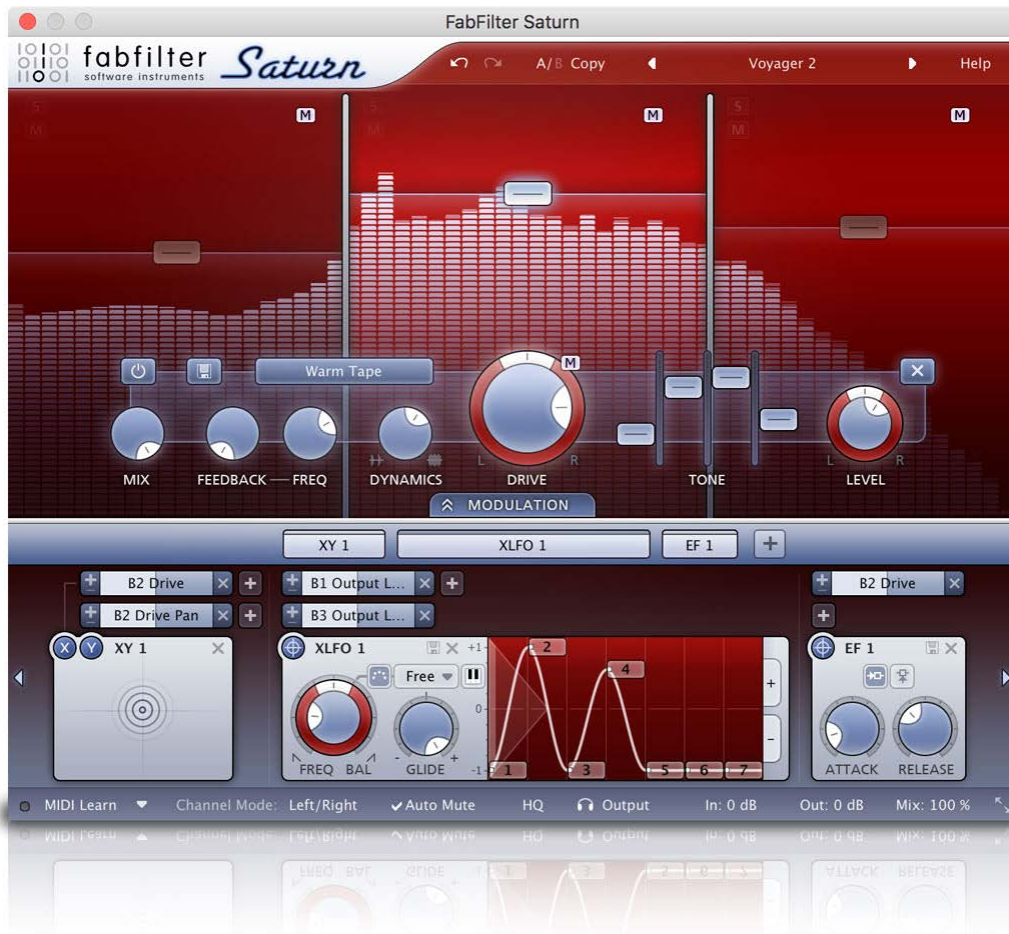 FabFilter Saturn
fabfilter
software instruments
Saturn
A/B Copy Voyager 2 Help
S S S
M M M M M M
Warm Tape
M
L R L R
MIX FEEDBACK FREQ DYNAMICS DRIVE TONE LEVEL
MODULATION
XY 1 XLFO 1 EF 1 +
+ B2 Drive × + + B1 Output L... × + + B2 Drive ×
+ B2 Drive Pan × + + B3 Output L... × +
X Y XY 1 × XLFO 1 × +1 2 EF 1 ×
Free 4 +
0
- + -
FREQ BAL GLIDE -1 1 3 5 6 7 ATTACK RELEASE
MIDI Learn Channel Mode: Left/Right Auto Mute HQ Output In: 0 dB Out: 0 dB Mix: 100 %